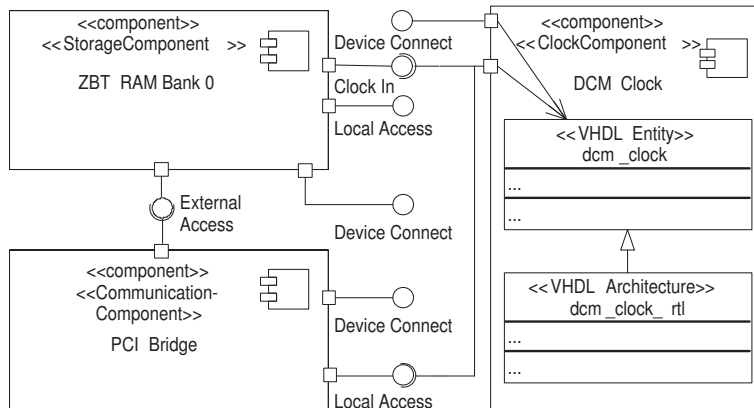 <<component>>
<<StorageComponent >>
ZBT RAM Bank 0
Device Connect
Clock In
Local Access
<<component>>
<<ClockComponent >>
DCM Clock
<<VHDL Entity>>
dcm _clock
...
...
External
Access
Device Connect
<<component>>
<<Communication-
Component>>
PCI Bridge
Device Connect
Local Access
<<VHDL Architecture>>
dcm _clock_ rtl
...
...